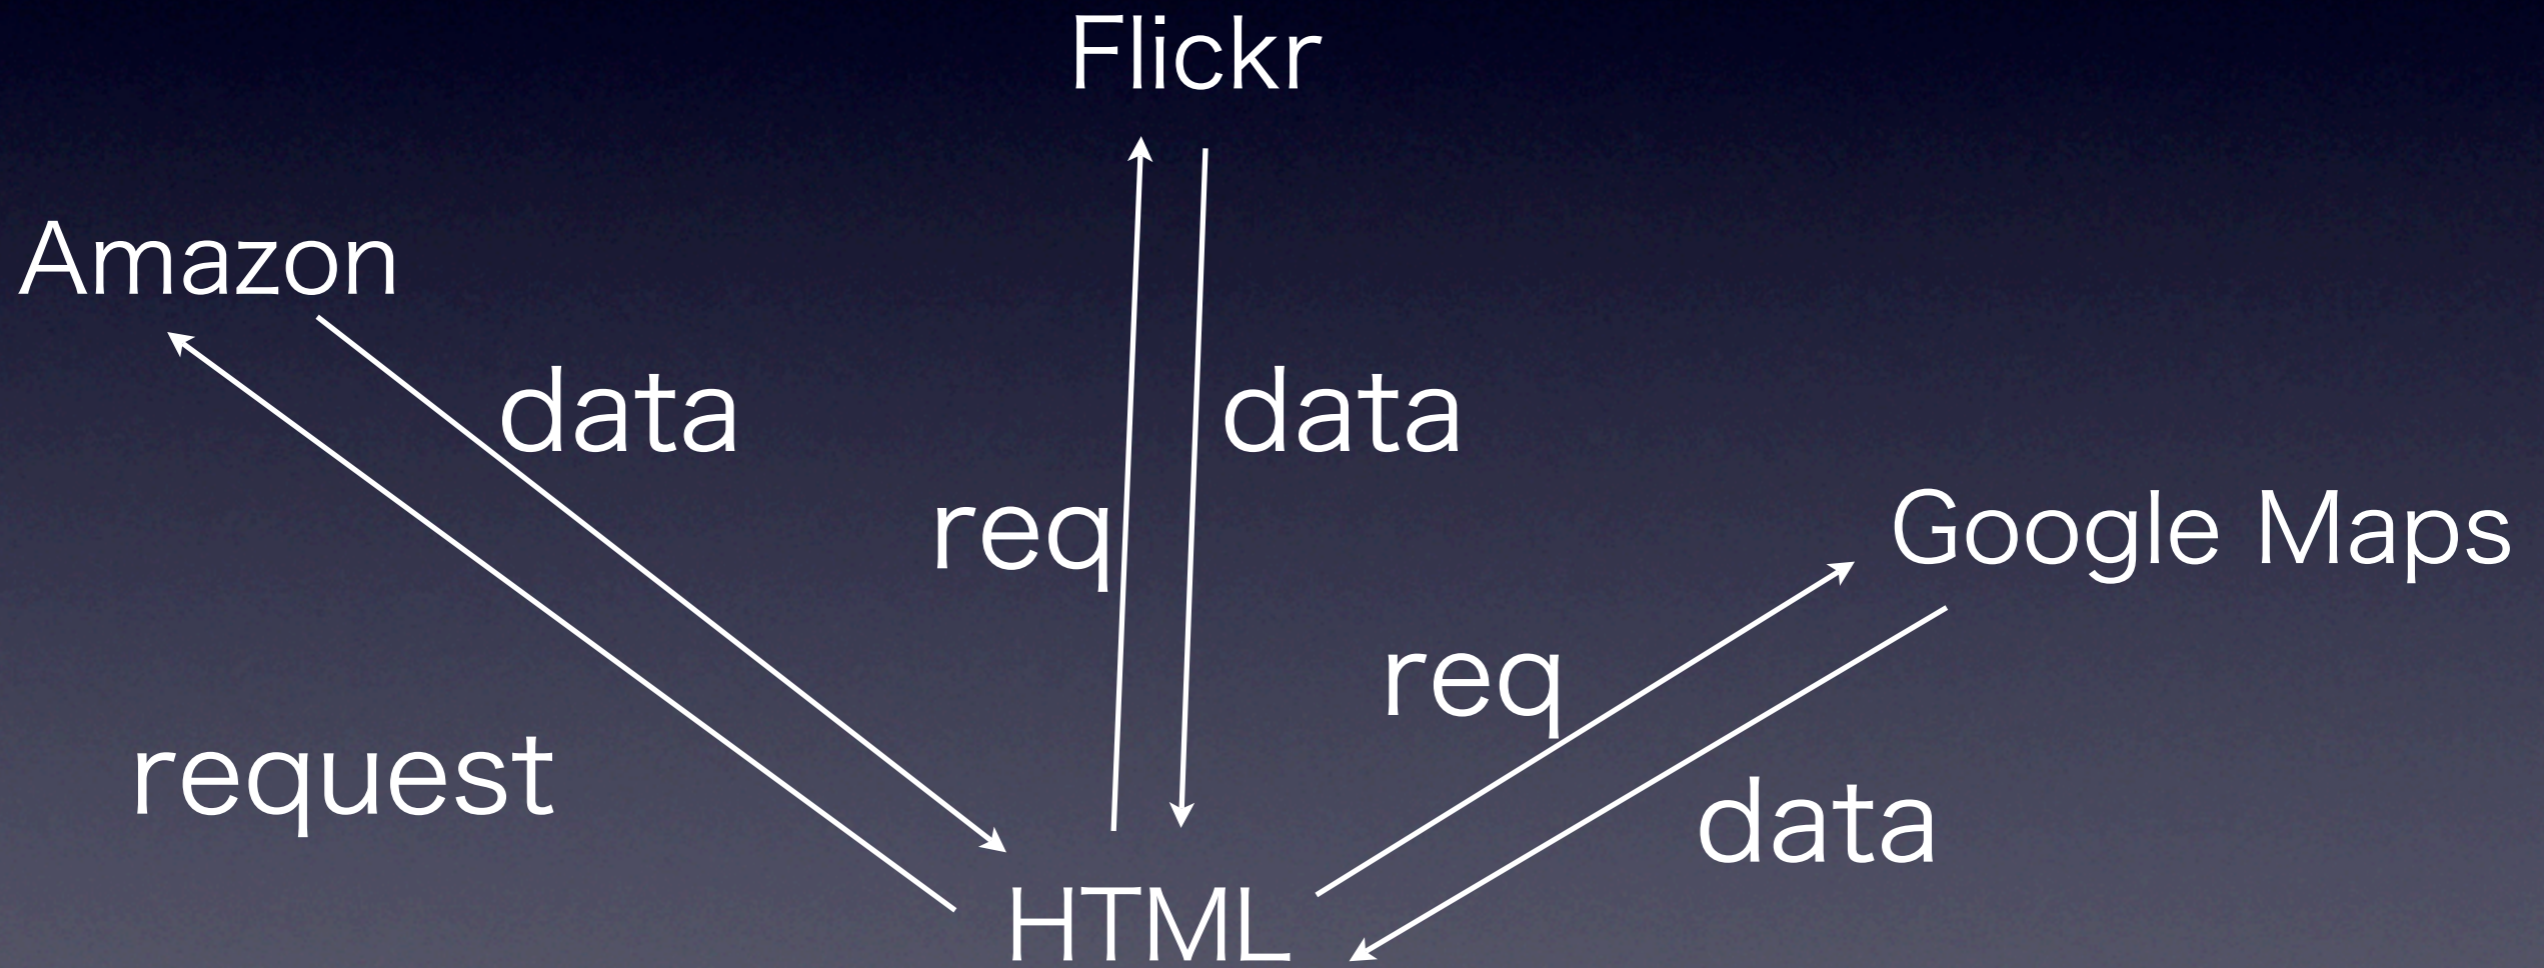 Flickr
Amazon
data
data
req
Google Maps
req
request
data
HTML